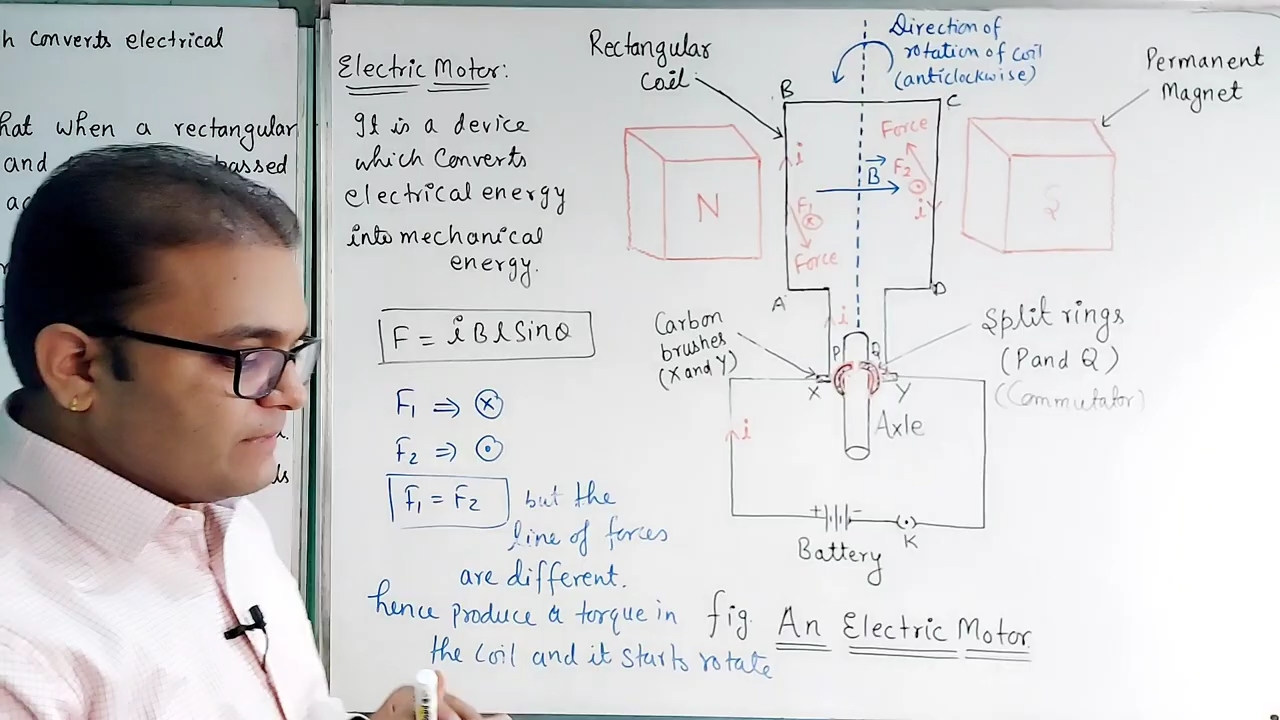 h converts electrical
hat when a rectangular
and passed
Electric Motor:
It is a device
which converts
electrical energy
into mechanical
energy.
F = i B l Sin θ
F₁ ⇒ ⊗
F₂ ⇒ ⊙
F₁ = F₂ but the
line of forces
are different.
hence produce a torque in
the coil and it starts rotate
Rectangular
Coil
Direction of
rotation of coil
(anticlockwise)
Permanent
Magnet
B
C
Force
i
F₂
B⃗
N
S
F₁
i
Force
A
D
i
Carbon
brushes
(X and Y)
P
Q
Split rings
(P and Q)
(Commutator)
X
Y
Axle
i
+ -
K
Battery
fig. An Electric Motor